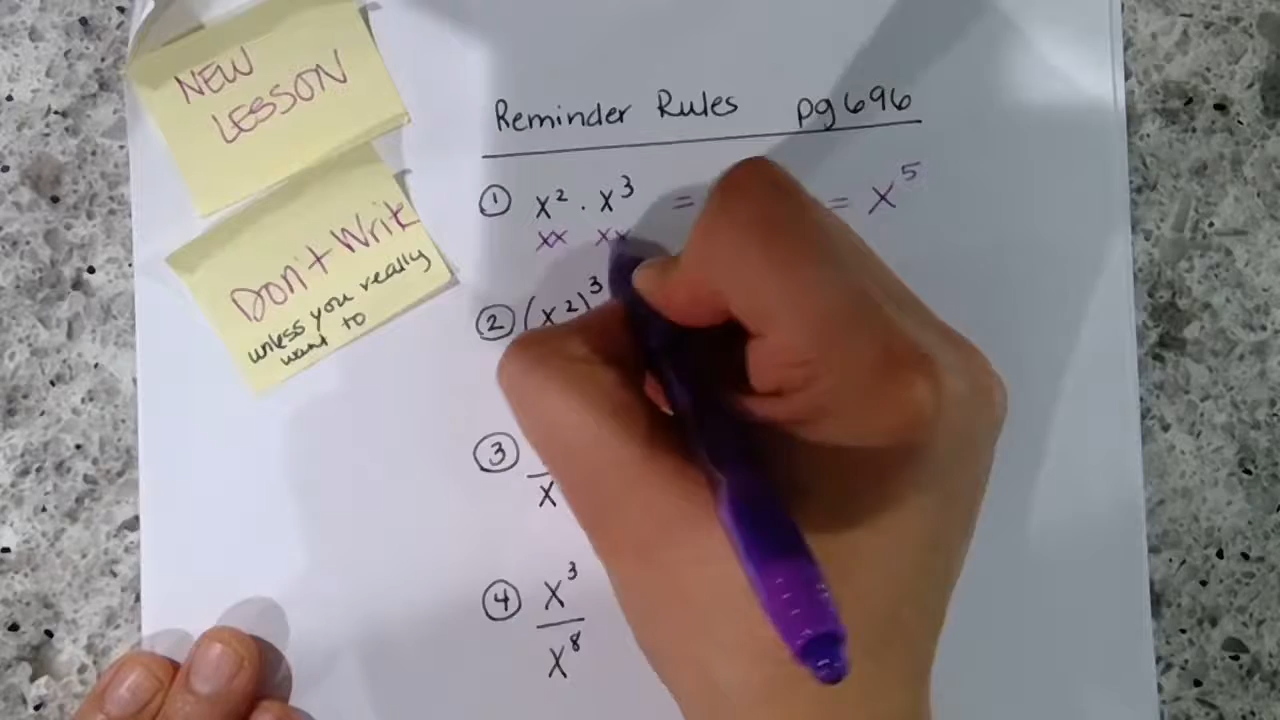 NEW
LESSON
Don't Write
unless you really
want to
Reminder Rules pg 696
① x² · x³ = = x⁵
xx xx
② (x²)³
③
x
④ x³
x⁸